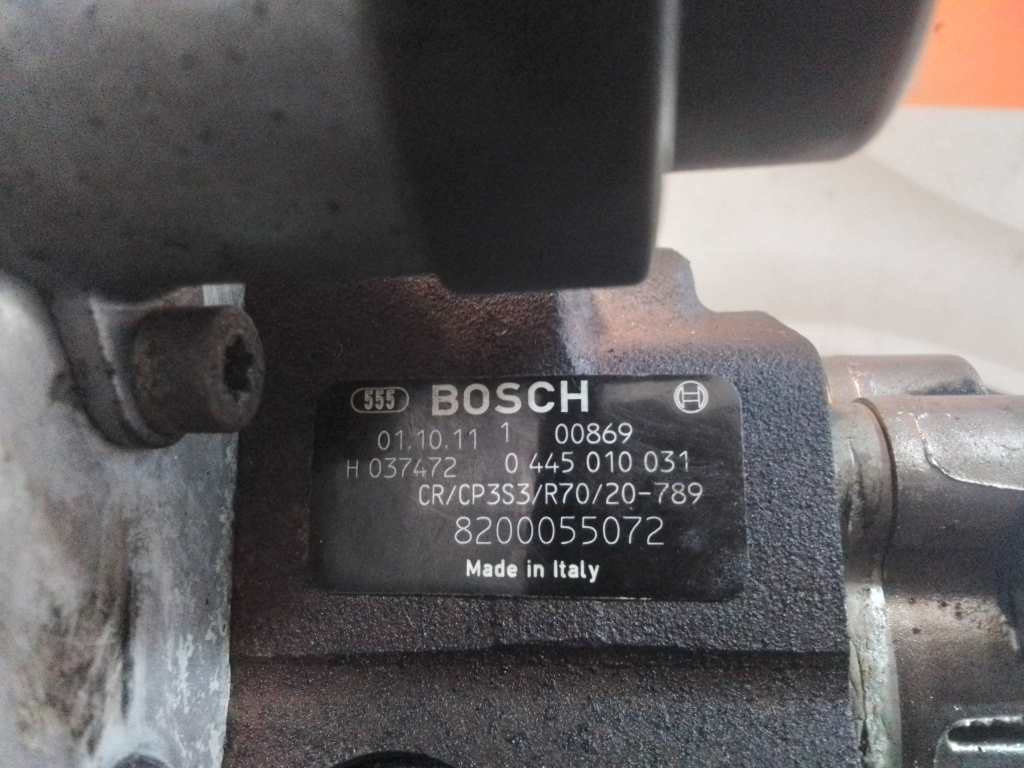 555 BOSCH
01.10.11 1 00869
H 037472 0 445 010 031
CR/CP3S3/R70/20-789
8200055072
Made in Italy